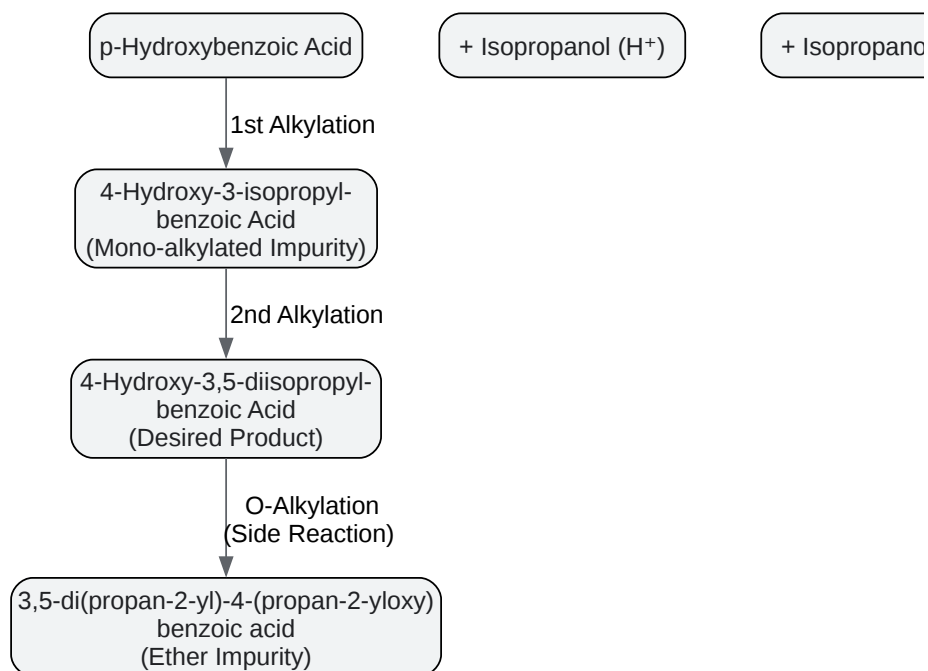 p-Hydroxybenzoic Acid
+ Isopropanol (H⁺)
+ Isopropano
1st Alkylation
4-Hydroxy-3-isopropyl-
benzoic Acid
(Mono-alkylated Impurity)
2nd Alkylation
4-Hydroxy-3,5-diisopropyl-
benzoic Acid
(Desired Product)
O-Alkylation
(Side Reaction)
3,5-di(propan-2-yl)-4-(propan-2-yloxy)
benzoic acid
(Ether Impurity)